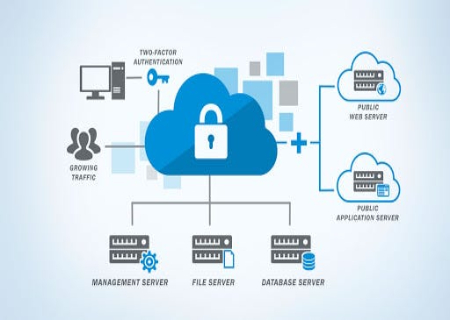 TWO-FACTOR
AUTHENTICATION
PUBLIC
WEB SERVER
GROWING
TRAFFIC
PUBLIC
APPLICATION SERVER
MANAGEMENT SERVER
FILE SERVER
DATABASE SERVER